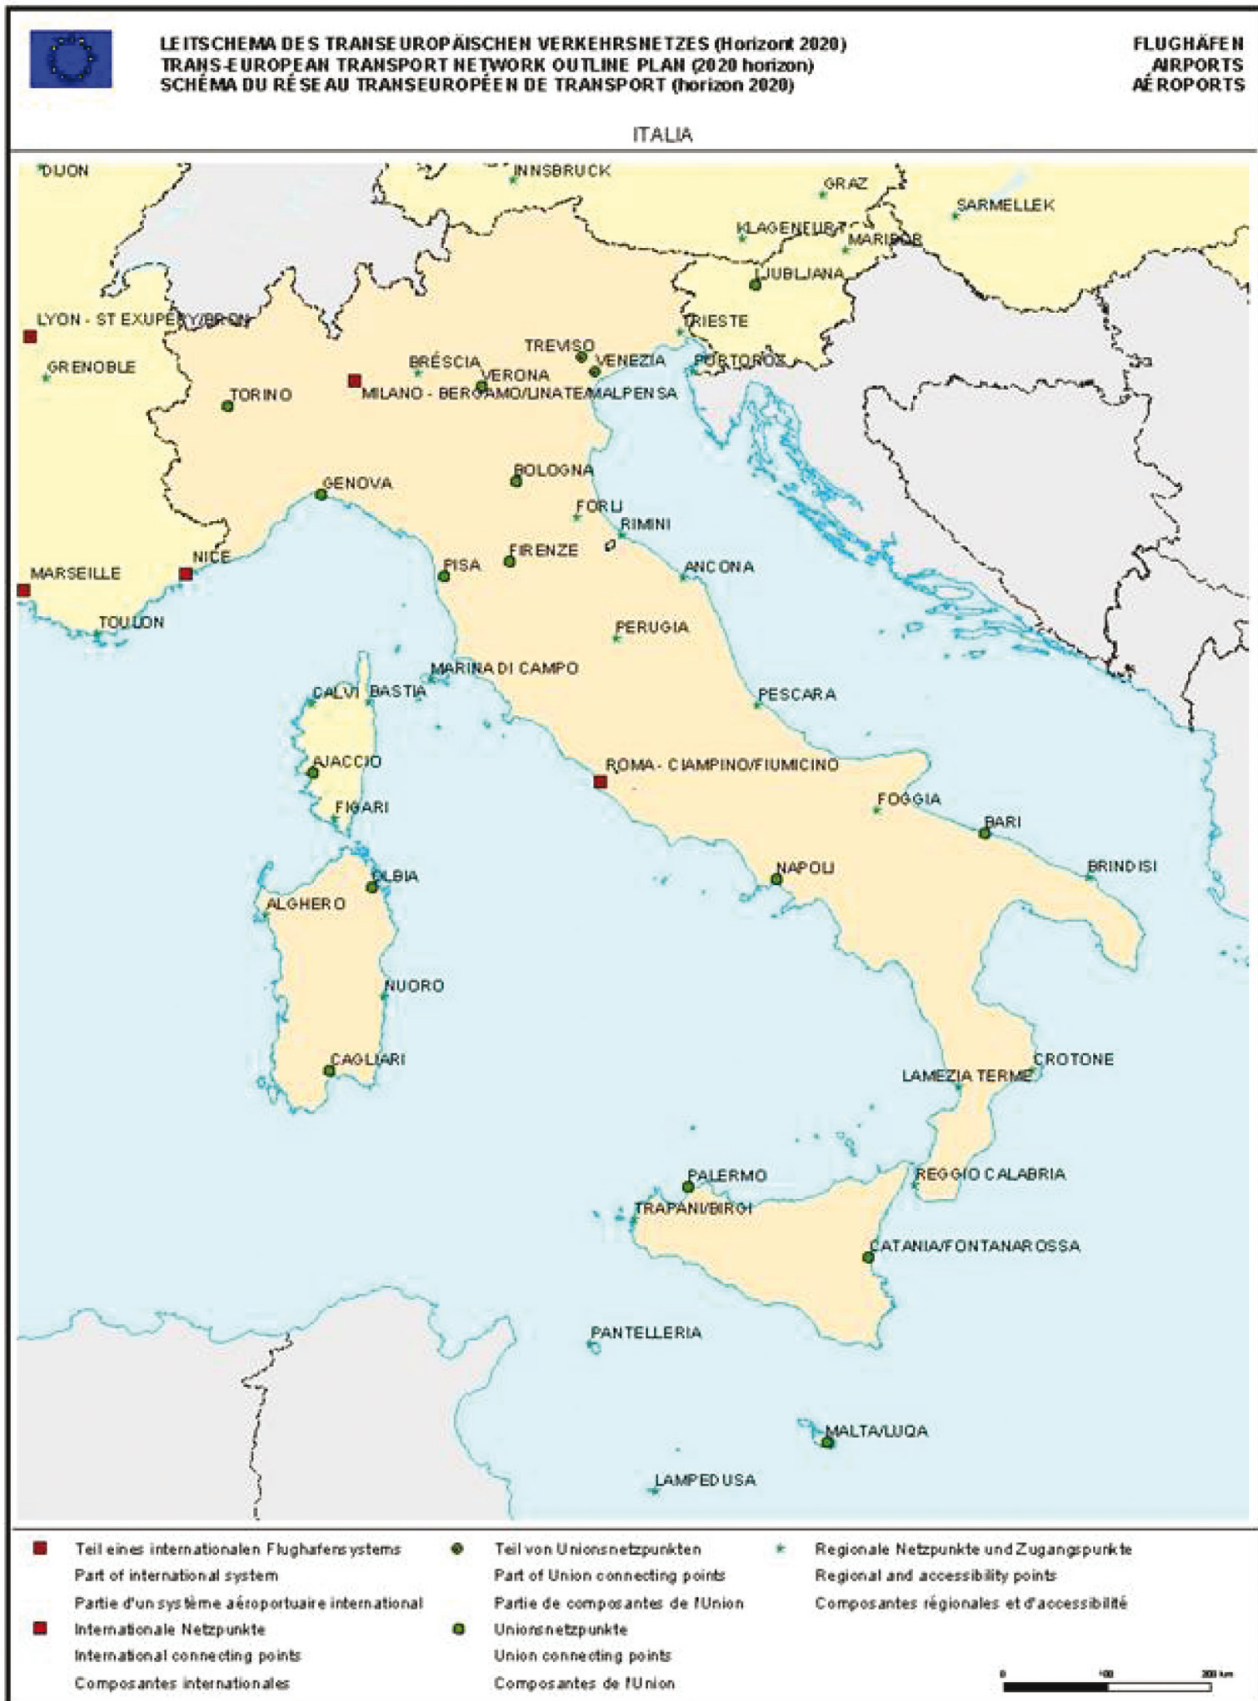 LEITSCHEMA DES TRANSEUROPÄISCHEN VERKEHRSNETZES (Horizont 2020)
TRANS-EUROPEAN TRANSPORT NETWORK OUTLINE PLAN (2020 horizon)
SCHÉMA DU RÉSEAU TRANSEUROPÉEN DE TRANSPORT (horizon 2020)
FLUGHÄFEN
AIRPORTS
AÉROPORTS
ITALIA
DIJON
INNSBRUCK
GRAZ
SARMELLEK
KLAGENFURT
MARIBOR
LJUBLJANA
LYON - ST EXUPERY/BRON
TRIESTE
TREVISO
VENEZIA
PORTOROZ
GRENOBLE
BRÉSCIA
VERONA
TORINO
MILANO - BERGAMO/LINATE/MALPENSA
BOLOGNA
GENOVA
FORLI
RIMINI
FIRENZE
NICE
PISA
ANCONA
MARSEILLE
TOULON
PERUGIA
MARINA DI CAMPO
CALVI
BASTIA
PESCARA
AJACCIO
ROMA - CIAMPINO/FIUMICINO
FIGARI
FOGGIA
BARI
NAPOLI
BRINDISI
OLBIA
ALGHERO
NUORO
CAGLIARI
CROTONE
LAMEZIA TERME
PALERMO
REGGIO CALABRIA
TRAPANI/BIRGI
CATANIA/FONTANAROSSA
PANTELLERIA
MALTA/LUQA
LAMPEDUSA
Teil eines internationalen Flughafensystems
Part of international system
Partie d'un système aéroportuaire international
Internationale Netzpunkte
International connecting points
Composantes internationales
Teil von Unionsnetzpunkten
Part of Union connecting points
Partie de composantes de l'Union
Unionsnetzpunkte
Union connecting points
Composantes de l'Union
Regionale Netzpunkte und Zugangspunkte
Regional and accessibility points
Composantes régionales et d'accessibilité
0 100 200 km